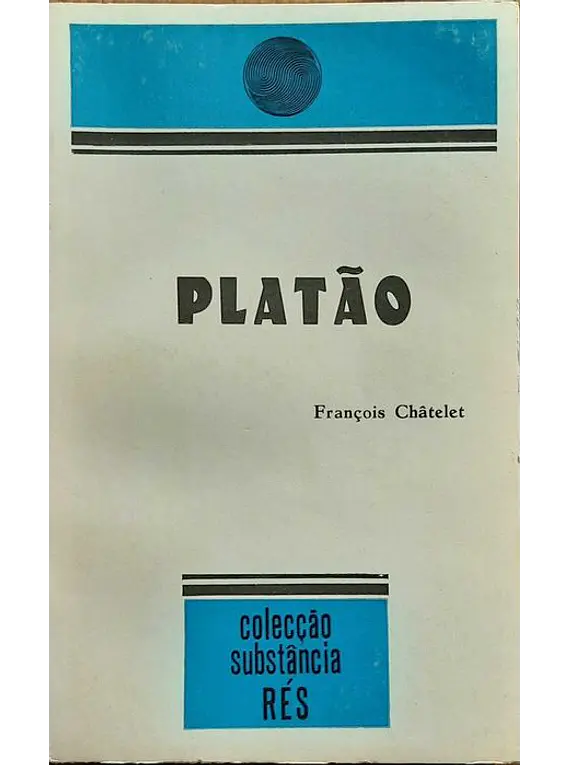 PLATÃO
François Châtelet
colecção
substância
RÉS